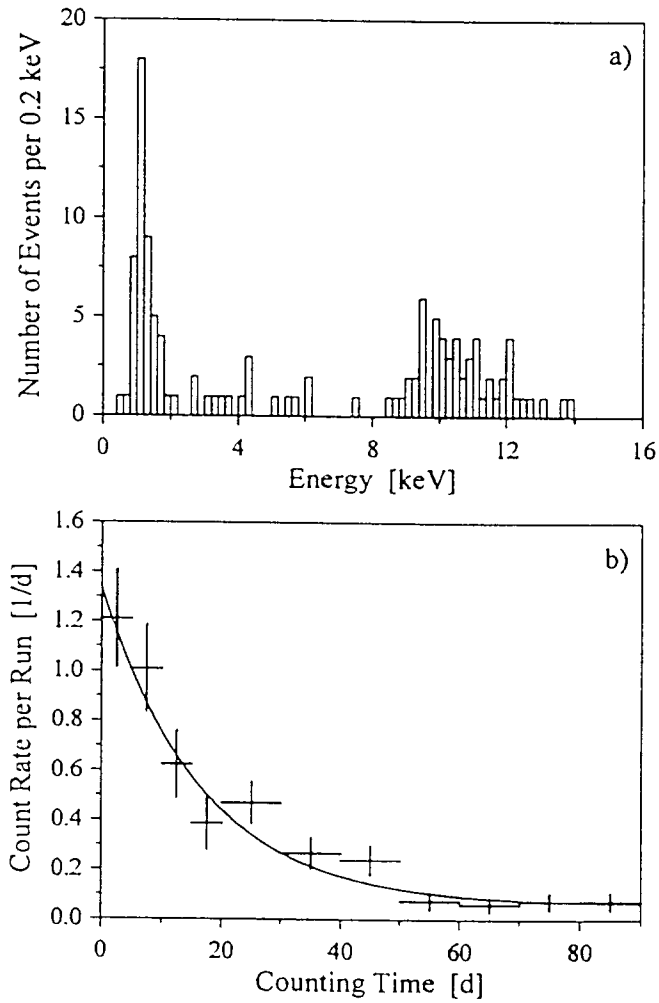 a)
Number of Events per 0.2 keV
20
15
10
5
0
0 4 8 12 16
Energy [keV]
b)
Count Rate per Run [1/d]
1.6
1.4
1.2
1.0
0.8
0.6
0.4
0.2
0.0
0 20 40 60 80
Counting Time [d]